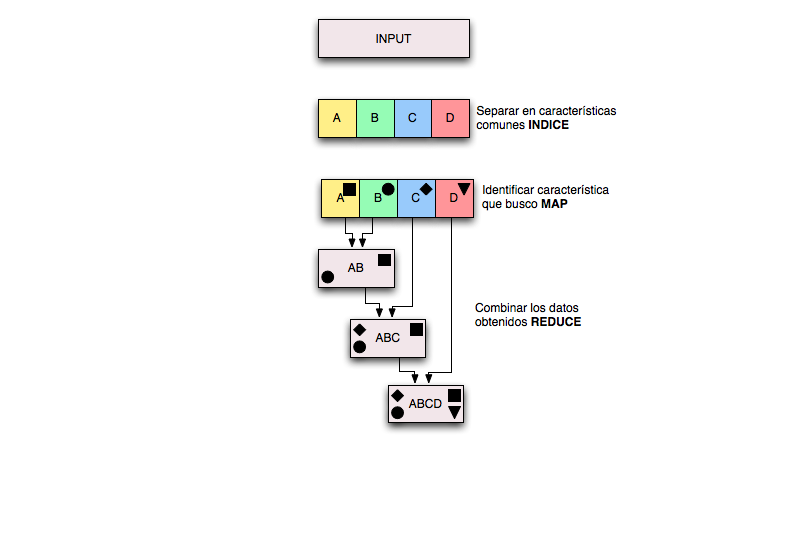 INPUT
A B C D
Separar en características
comunes INDICE
A B C D
Identificar característica
que busco MAP
AB
Combinar los datos
obtenidos REDUCE
ABC
ABCD